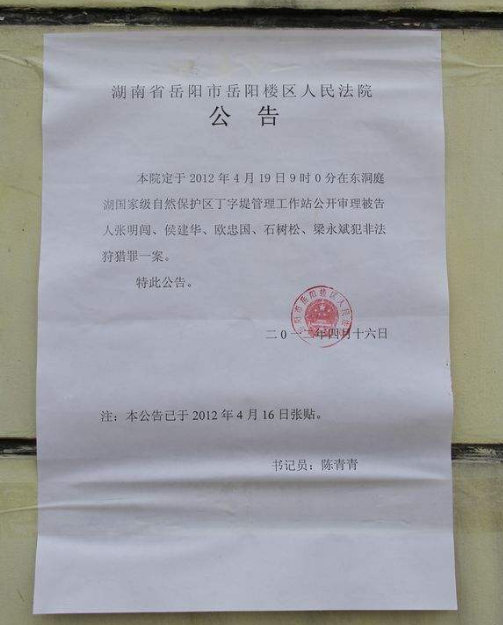 湖南省岳阳市岳阳楼区人民法院
公告
本院定于2012年4月19日9时0分在东洞庭
湖国家级自然保护区丁字堤管理工作站公开审理被告
人张明闯、侯建华、欧忠国、石树松、梁永斌犯非法
狩猎罪一案。
特此公告。
二0一二年四月十六日
注：本公告已于2012年4月16日张贴。
书记员：陈青青